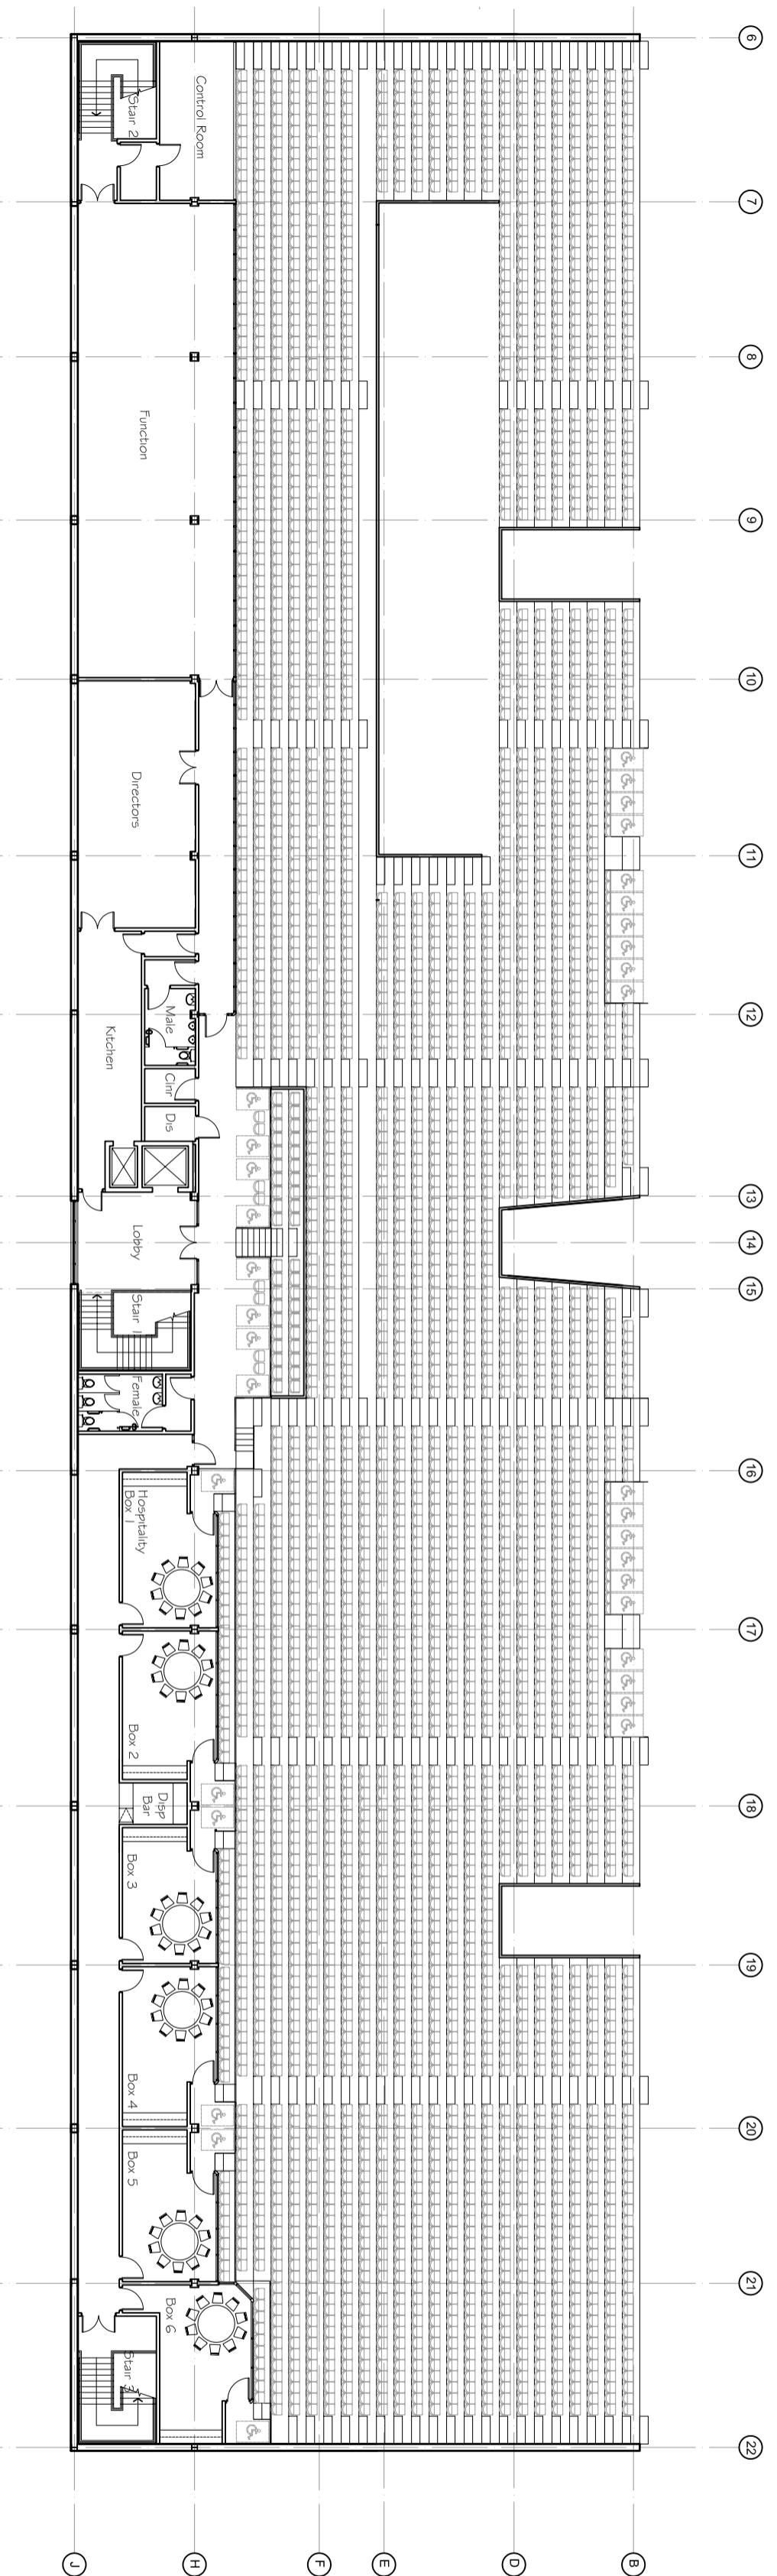 6
7
8
9
10
11
12
13
14
15
16
17
18
19
20
21
22
Stair 2
Control Room
Function
Directors
Male
Kitchen
Clnr
Dis
Lobby
Stair 1
Female
Hospitality
Box 1
Box 2
Disp
Bar
Box 3
Box 4
Box 5
Box 6
Stair 3
J
H
F
E
D
B